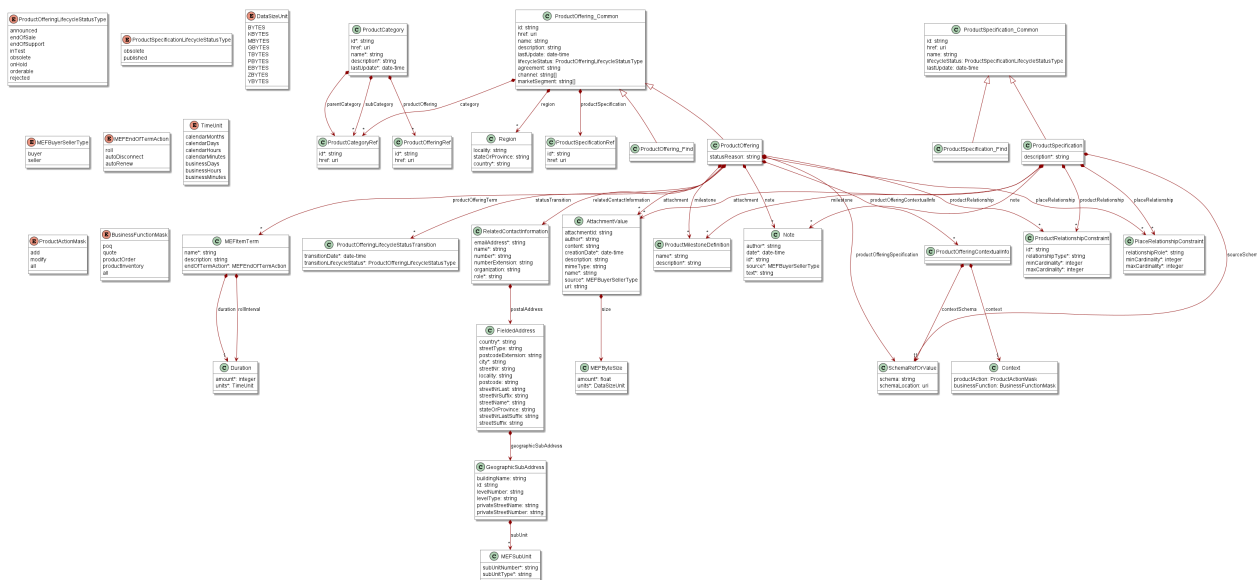 ProductOfferingLifecycleStatusType
announced
endOfSale
endOfSupport
inTest
obsolete
onHold
orderable
rejected
ProductSpecificationLifecycleStatusType
obsolete
published
DataSizeUnit
BYTES
KBYTES
MBYTES
GBYTES
TBYTES
PBYTES
EBYTES
ZBYTES
YBYTES
ProductCategory
id*: string
href: uri
name*: string
description*: string
lastUpdate*: date-time
ProductOffering_Common
id: string
href: uri
name: string
description: string
lastUpdate: date-time
lifecycleStatus: ProductOfferingLifecycleStatusType
agreement: string
channel: string[]
marketSegment: string[]
ProductSpecification_Common
id: string
href: uri
name: string
lifecycleStatus: ProductSpecificationLifecycleStatusType
lastUpdate: date-time
parentCategory
subCategory
productOffering
category
region
productSpecification
MEFBuyerSellerType
buyer
seller
MEFEndOfTermAction
roll
autoDisconnect
autoRenew
TimeUnit
calendarMonths
calendarDays
calendarHours
calendarMinutes
businessDays
businessHours
businessMinutes
ProductCategoryRef
id*: string
href: uri
ProductOfferingRef
id*: string
href: uri
Region
locality: string
stateOrProvince: string
country*: string
ProductSpecificationRef
id*: string
href: uri
ProductOffering_Find
ProductOffering
statusReason: string
ProductSpecification_Find
ProductSpecification
description*: string
productOfferingTerm
statusTransition
relatedContactInformation
attachment
milestone
attachment
note
productOfferingContextualInfo
milestone
productRelationship
note
placeRelationship
productRelationship
placeRelationship
ProductActionMask
add
modify
all
BusinessFunctionMask
poq
quote
productOrder
productInventory
all
MEFItemTerm
name*: string
description: string
endOfTermAction*: MEFEndOfTermAction
ProductOfferingLifecycleStatusTransition
transitionDate*: date-time
transitionLifecycleStatus*: ProductOfferingLifecycleStatusType
RelatedContactInformation
emailAddress*: string
name*: string
number*: string
numberExtension: string
organization: string
role*: string
AttachmentValue
attachmentId: string
author*: string
content: string
creationDate*: date-time
description: string
mimeType: string
name*: string
source*: MEFBuyerSellerType
url: string
ProductMilestoneDefinition
name*: string
description*: string
Note
author*: string
date*: date-time
id*: string
source*: MEFBuyerSellerType
text*: string
productOfferingSpecification
ProductOfferingContextualInfo
ProductRelationshipConstraint
id*: string
relationshipType*: string
minCardinality*: integer
maxCardinality*: integer
PlaceRelationshipConstraint
relationshipRole*: string
minCardinality*: integer
maxCardinality*: integer
sourceSchem
duration
rollInterval
postalAddress
size
contextSchema
context
Duration
amount*: integer
units*: TimeUnit
FieldedAddress
country*: string
streetType: string
postcodeExtension: string
city*: string
streetNr: string
locality: string
postcode: string
streetNrLast: string
streetNrSuffix: string
streetName*: string
stateOrProvince: string
streetNrLastSuffix: string
streetSuffix: string
MEFByteSize
amount*: float
units*: DataSizeUnit
SchemaRefOrValue
schema: string
schemaLocation: uri
Context
productAction: ProductActionMask
businessFunction: BusinessFunctionMask
geographicSubAddress
GeographicSubAddress
buildingName: string
id: string
levelNumber: string
levelType: string
privateStreetName: string
privateStreetNumber: string
subUnit
MEFSubUnit
subUnitNumber*: string
subUnitType*: string